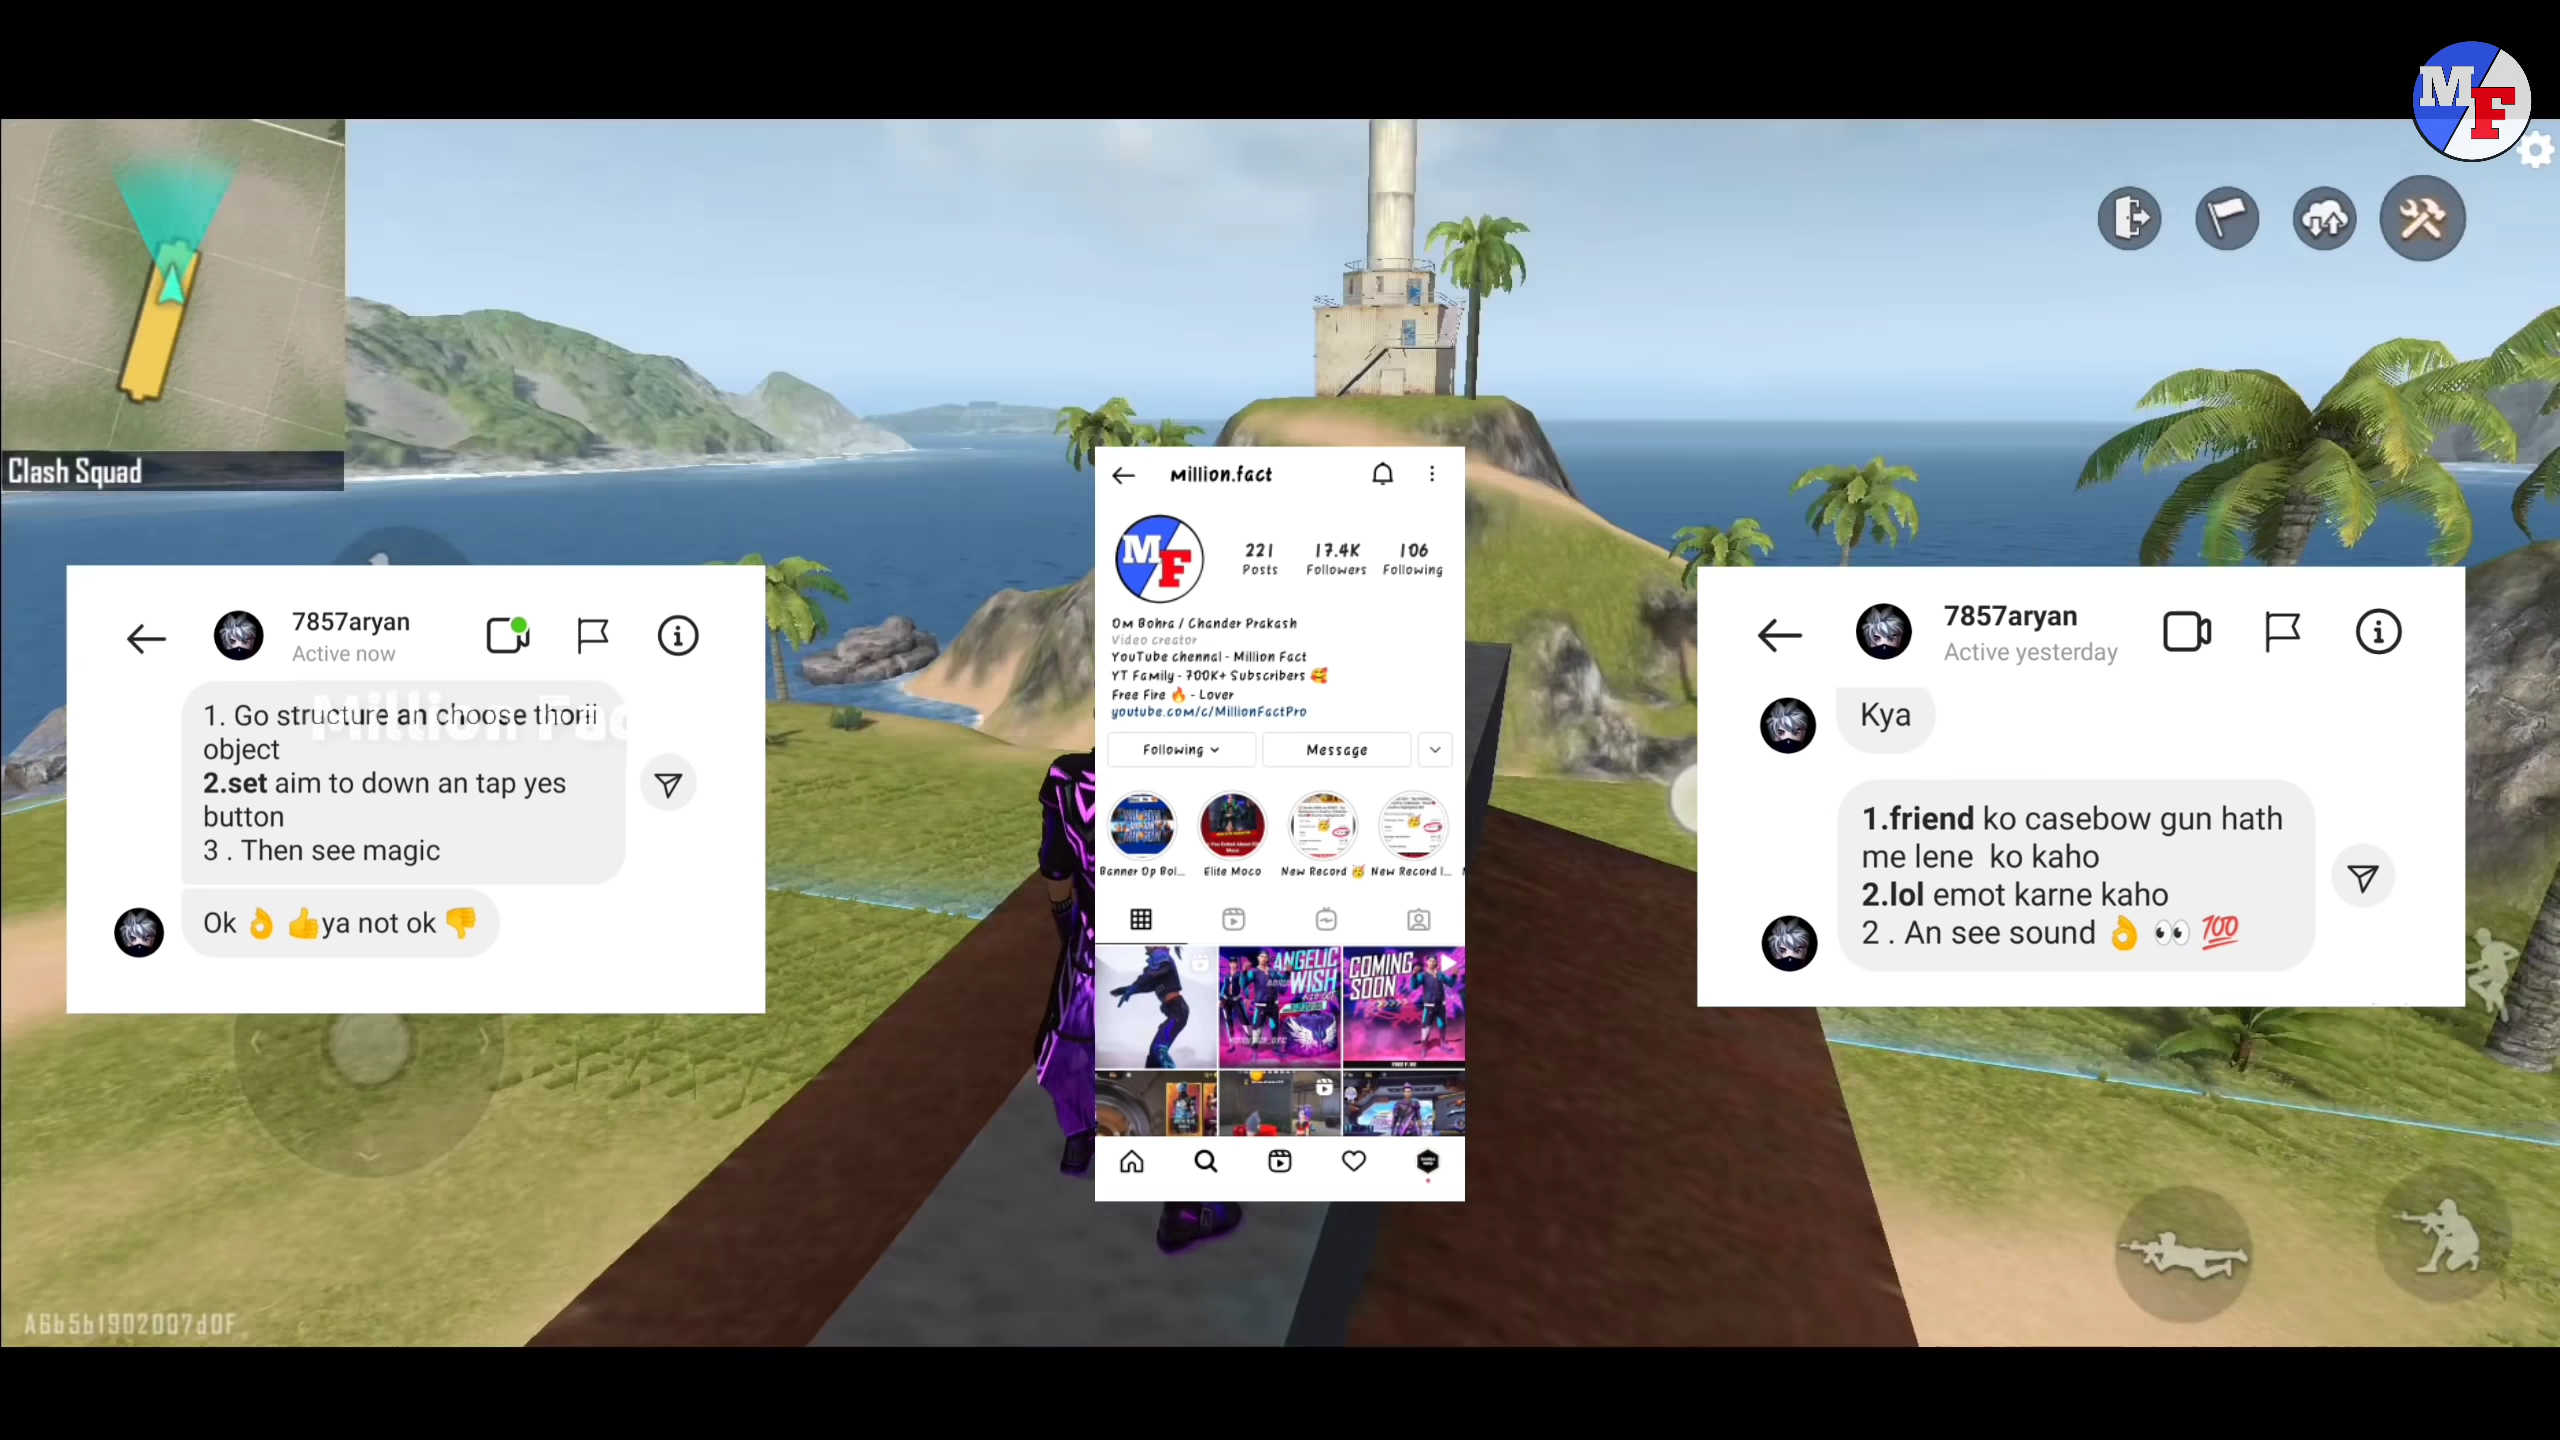 MF
Clash Squad
7857aryan
Active now
1. Go structure an choose thorii
object
2.set aim to down an tap yes
button
3 . Then see magic
Ok 👌 👍ya not ok 👎
Million.fact
MF
221
Posts
17.4K
Followers
106
Following
Om Bohra / Chander Prakash
Video creator
YouTube chennal - Million Fact
YT Family - 700K+ Subscribers 🥰
Free Fire 🔥 - Lover
youtube.com/c/MillionFactPro
Following
Message
Banner Op Bol...
Elite Moco
New Record 🥳
New Record I...
ANGELIC
WISH
COMING
SOON
7857aryan
Active yesterday
Kya
1.friend ko casebow gun hath
me lene ko kaho
2.lol emot karne kaho
2 . An see sound 👌 👀 💯
A6b5b1902007d0F